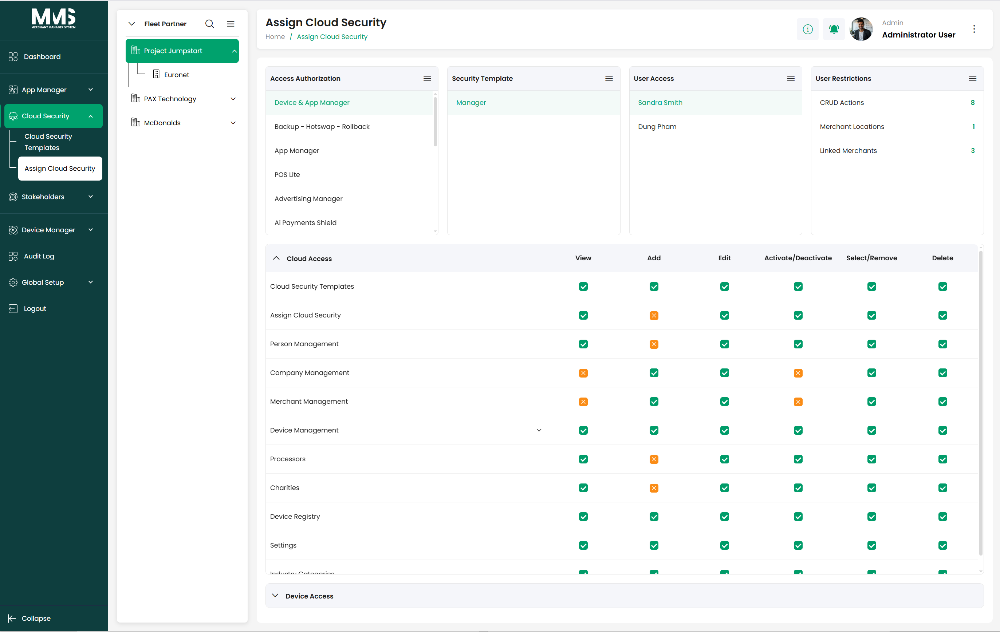 MMS
MERCHANT MANAGER SYSTEM
Dashboard
App Manager
Cloud Security
Cloud Security
Templates
Assign Cloud Security
Stakeholders
Device Manager
Audit Log
Global Setup
Logout
Collapse
Fleet Partner
Project Jumpstart
Euronet
PAX Technology
McDonalds
Assign Cloud Security
Home / Assign Cloud Security
Admin
Administrator User
Access Authorization
Device & App Manager
Backup - Hotswap - Rollback
App Manager
POS Lite
Advertising Manager
Ai Payments Shield
Security Template
Manager
User Access
Sandra Smith
Dung Pham
User Restrictions
CRUD Actions 8
Merchant Locations 1
Linked Merchants 3
Cloud Access View Add Edit Activate/Deactivate Select/Remove Delete
Cloud Security Templates
Assign Cloud Security
Person Management
Company Management
Merchant Management
Device Management
Processors
Charities
Device Registry
Settings
Industry Categories
Device Access